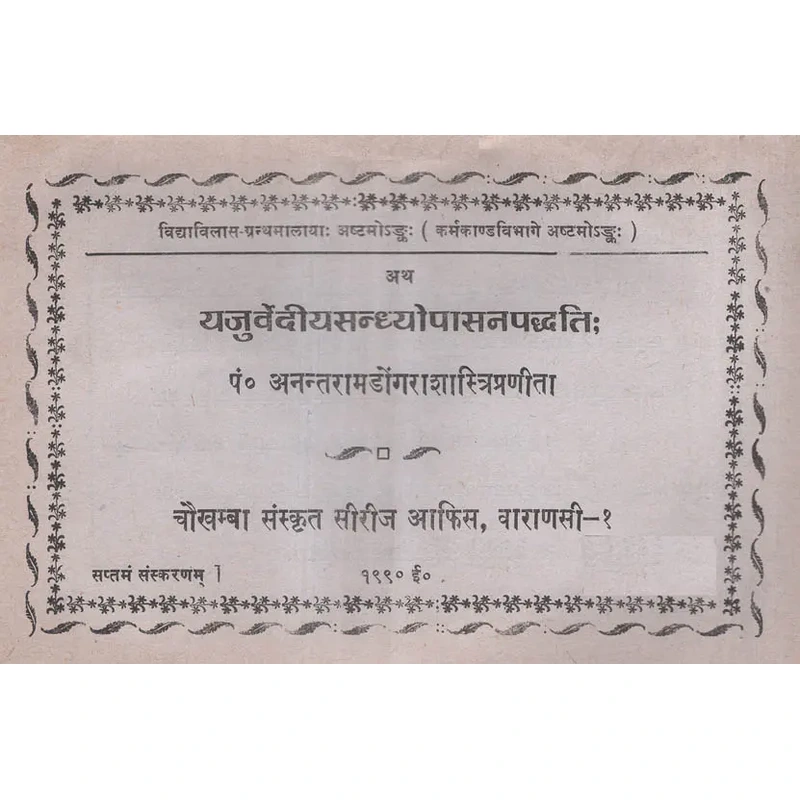 विद्याविलास-ग्रन्थमालायाः अष्टमोऽङ्कः ( कर्मकाण्डविभागे अष्टमोऽङ्कः )
अथ
यजुर्वेदीयसन्ध्योपासनपद्धतिः
पं० अनन्तरामडोंगराशास्त्रिप्रणीता
चौखम्बा संस्कृत सीरीज आफिस, वाराणसी-१
सप्तमं संस्करणम् ]
१९९० ई०